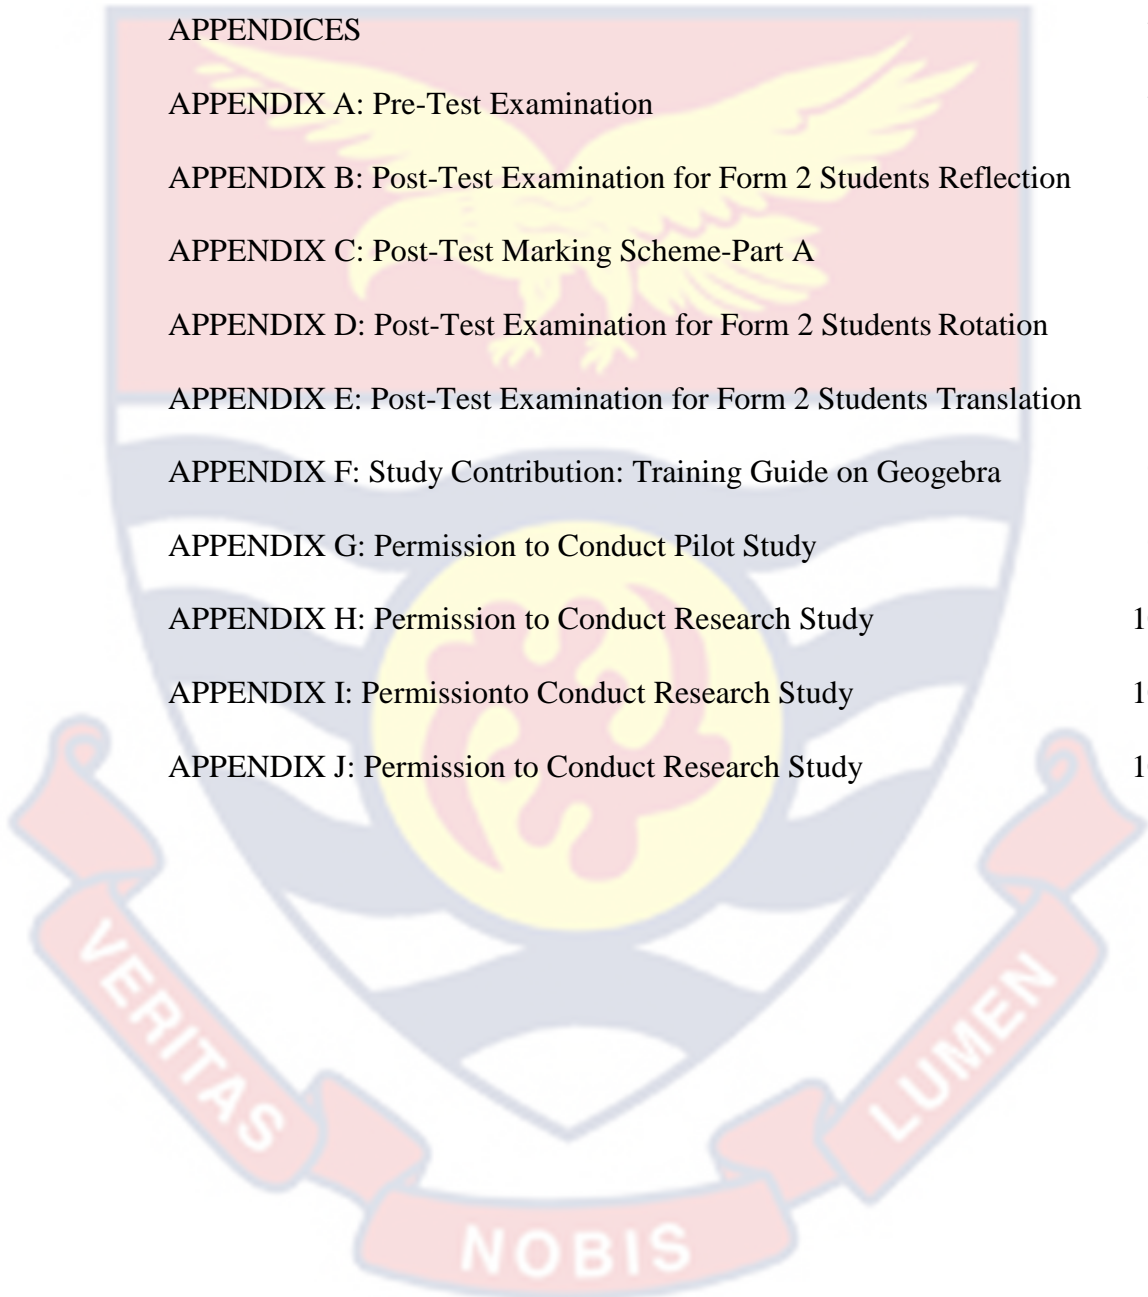 APPENDICES
APPENDIX A: Pre-Test Examination
APPENDIX B: Post-Test Examination for Form 2 Students Reflection
APPENDIX C: Post-Test Marking Scheme-Part A
APPENDIX D: Post-Test Examination for Form 2 Students Rotation
APPENDIX E: Post-Test Examination for Form 2 Students Translation
APPENDIX F: Study Contribution: Training Guide on Geogebra
APPENDIX G: Permission to Conduct Pilot Study
APPENDIX H: Permission to Conduct Research Study 1
APPENDIX I: Permissionto Conduct Research Study 1
APPENDIX J: Permission to Conduct Research Study 1
VERITAS
NOBIS
LUMEN